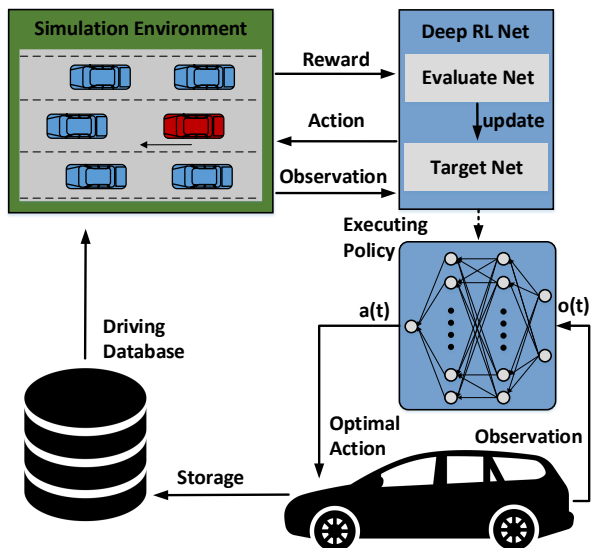 Simulation Environment
Deep RL Net
Reward
Evaluate Net
Action
update
Observation
Target Net
Executing
Policy
a(t)
o(t)
Driving
Database
Optimal
Action
Observation
Storage